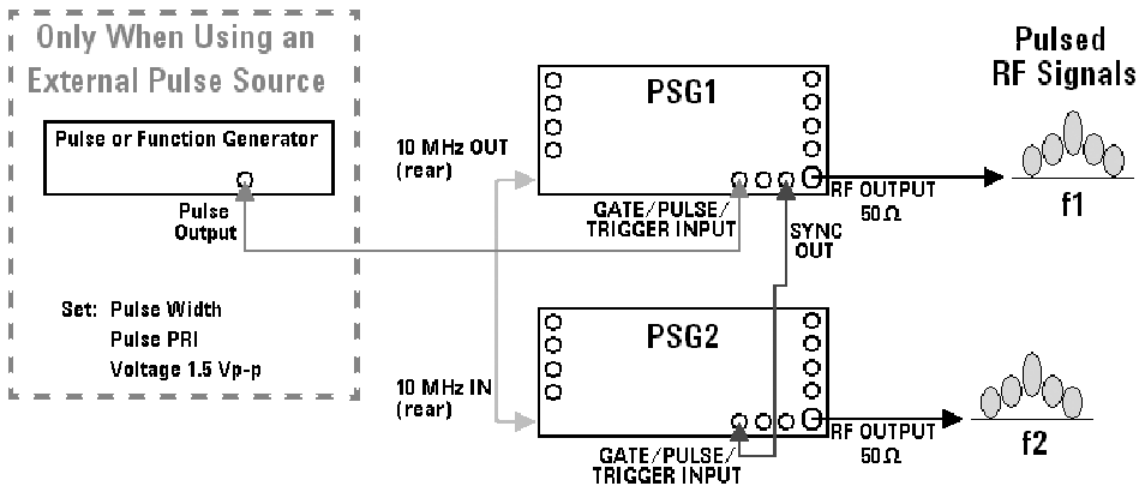 Only When Using an
External Pulse Source
Pulse or Function Generator
Pulse
Output
Set: Pulse Width
Pulse PRI
Voltage 1.5 Vp-p
10 MHz OUT
(rear)
PSG1
GATE/PULSE/
TRIGGER INPUT
SYNC
OUT
RF OUTPUT
50Ω
Pulsed
RF Signals
f1
10 MHz IN
(rear)
PSG2
GATE/PULSE/
TRIGGER INPUT
RF OUTPUT
50Ω
f2